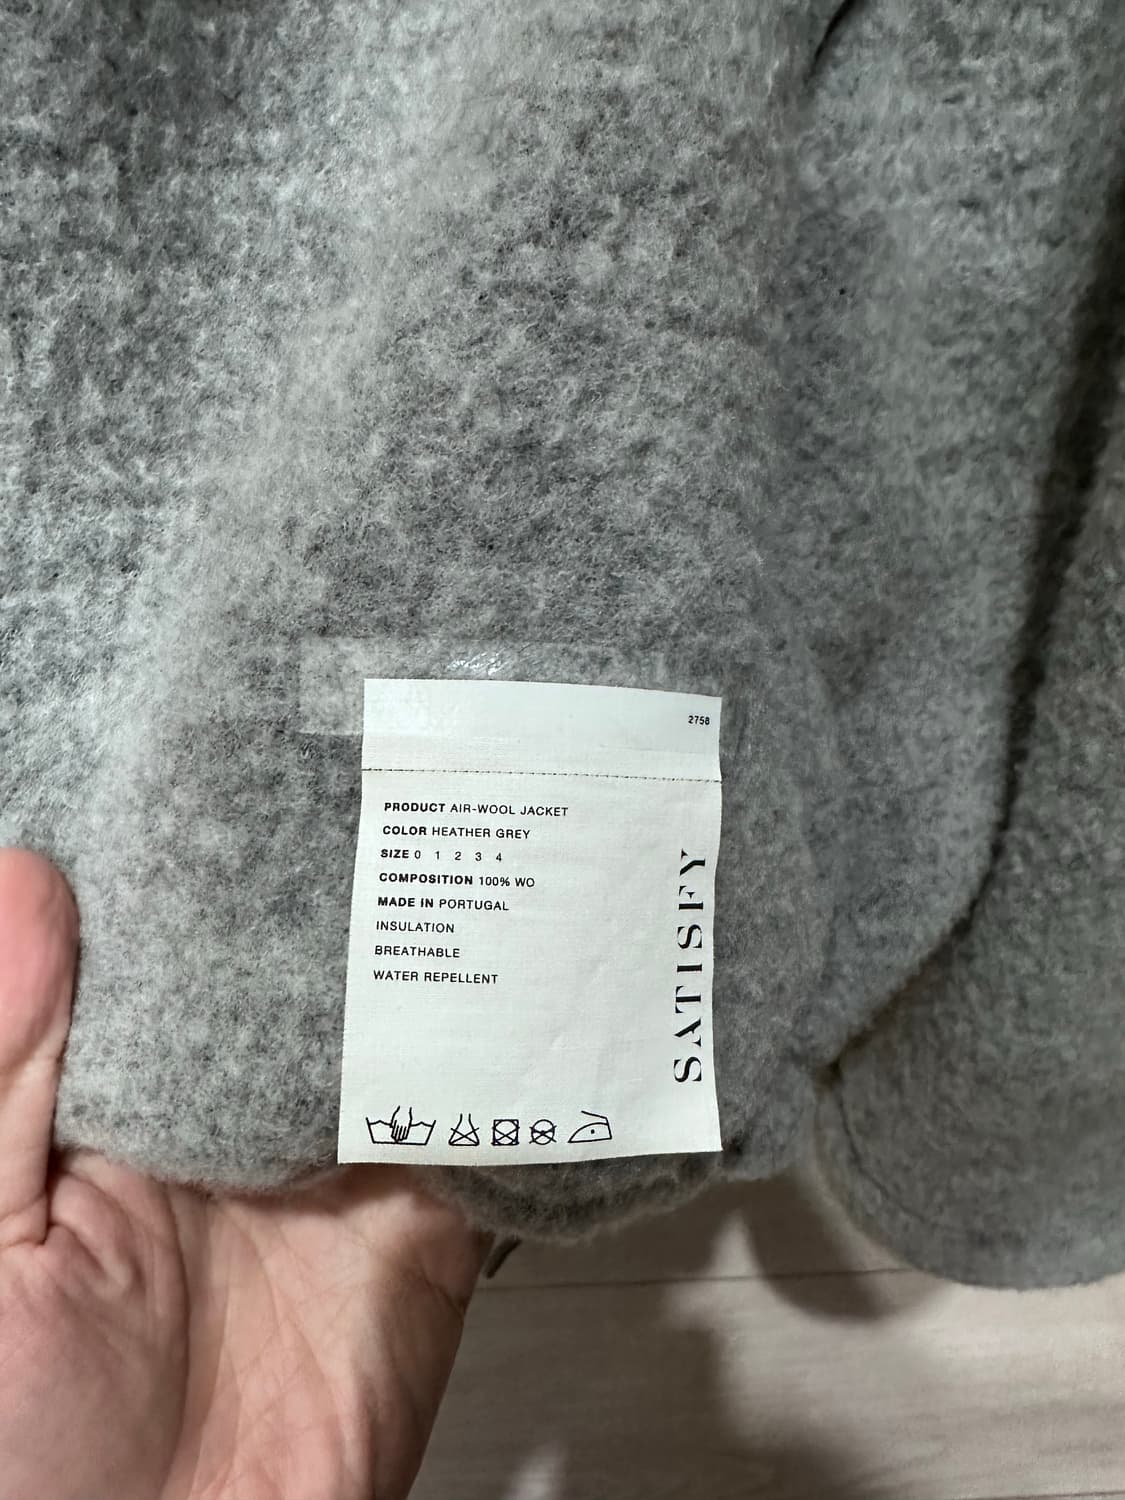 2758
PRODUCT AIR-WOOL JACKET
COLOR HEATHER GREY
SIZE 0 1 2 3 4
COMPOSITION 100% WO
MADE IN PORTUGAL
INSULATION
BREATHABLE
WATER REPELLENT
SATISFY